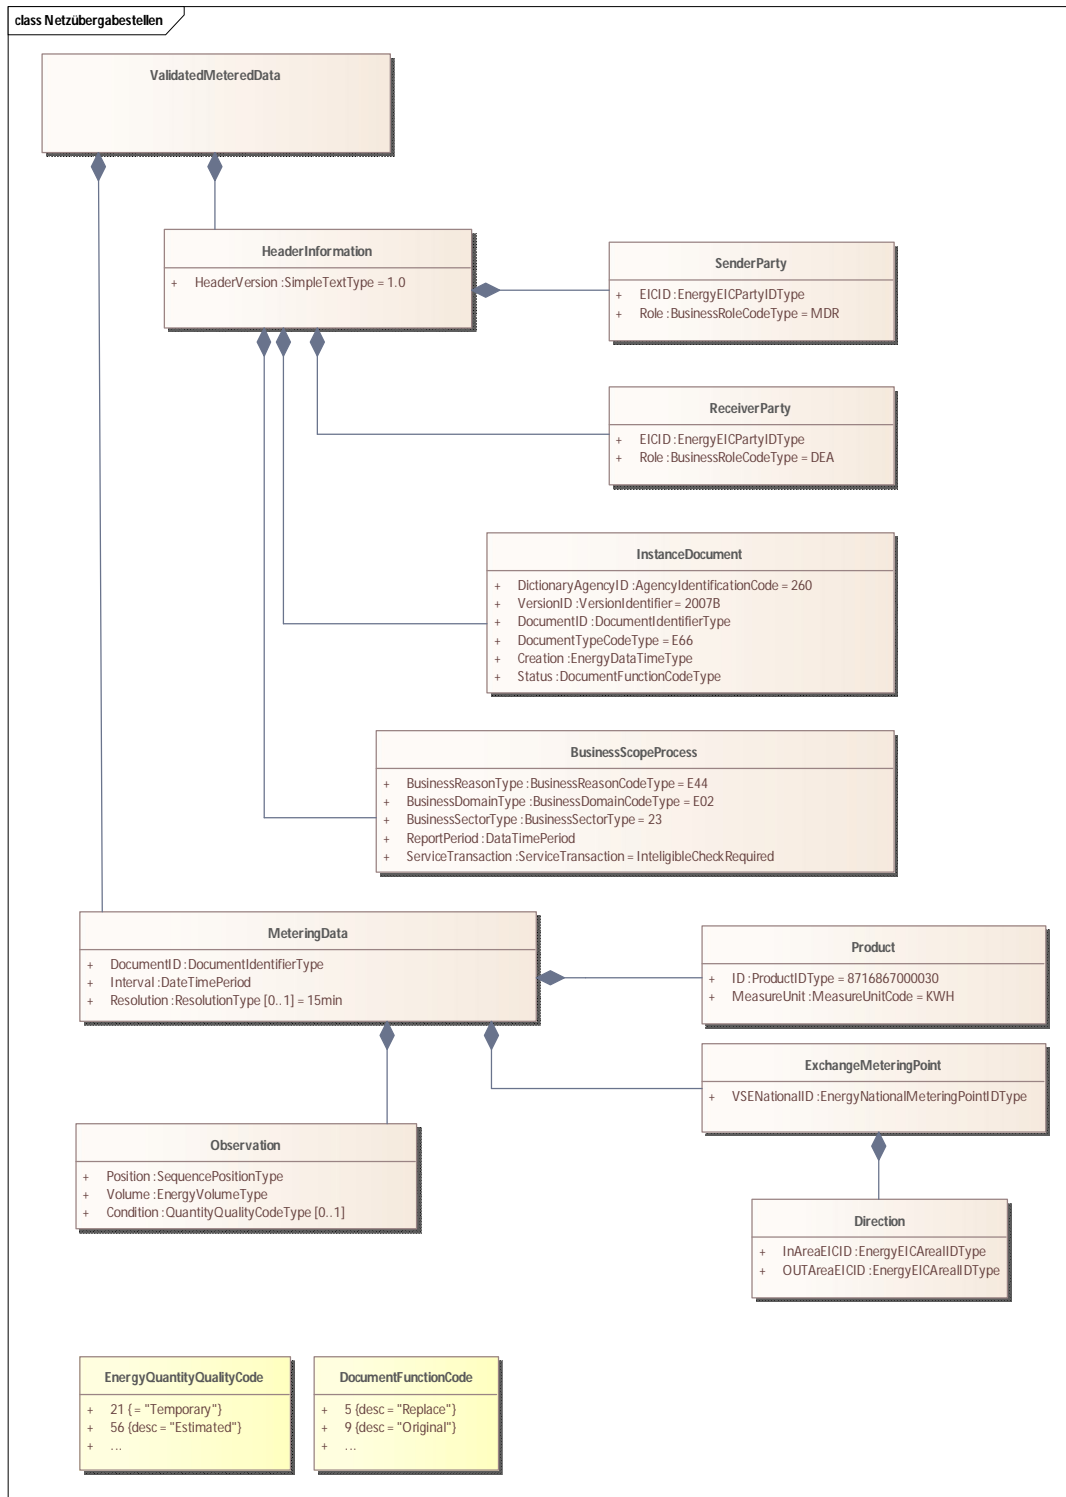 class Netzübergabestellen
ValidatedMeteredData
HeaderInformation
+ HeaderVersion :SimpleTextType = 1.0
SenderParty
+ EICID :EnergyEICPartyIDType
+ Role :BusinessRoleCodeType = MDR
ReceiverParty
+ EICID :EnergyEICPartyIDType
+ Role :BusinessRoleCodeType = DEA
InstanceDocument
+ DictionaryAgencyID :AgencyIdentificationCode = 260
+ VersionID :VersionIdentifier = 2007B
+ DocumentID :DocumentIdentifierType
+ DocumentTypeCodeType = E66
+ Creation :EnergyDataTimeType
+ Status :DocumentFunctionCodeType
BusinessScopeProcess
+ BusinessReasonType :BusinessReasonCodeType = E44
+ BusinessDomainType :BusinessDomainCodeType = E02
+ BusinessSectorType :BusinessSectorType = 23
+ ReportPeriod :DataTimePeriod
+ ServiceTransaction :ServiceTransaction = InteligibleCheckRequired
MeteringData
+ DocumentID :DocumentIdentifierType
+ Interval :DateTimePeriod
+ Resolution :ResolutionType [0..1] = 15min
Product
+ ID :ProductIDType = 8716867000030
+ MeasureUnit :MeasureUnitCode = KWH
ExchangeMeteringPoint
+ VSENationalID :EnergyNationalMeteringPointIDType
Observation
+ Position :SequencePositionType
+ Volume :EnergyVolumeType
+ Condition :QuantityQualityCodeType [0..1]
Direction
+ InAreaEICID :EnergyEICArealIDType
+ OUTAreaEICID :EnergyEICArealIDType
EnergyQuantityQualityCode
+ 21 { = "Temporary"}
+ 56 {desc = "Estimated"}
+ ...
DocumentFunctionCode
+ 5 {desc = "Replace"}
+ 9 {desc = "Original"}
+ ...